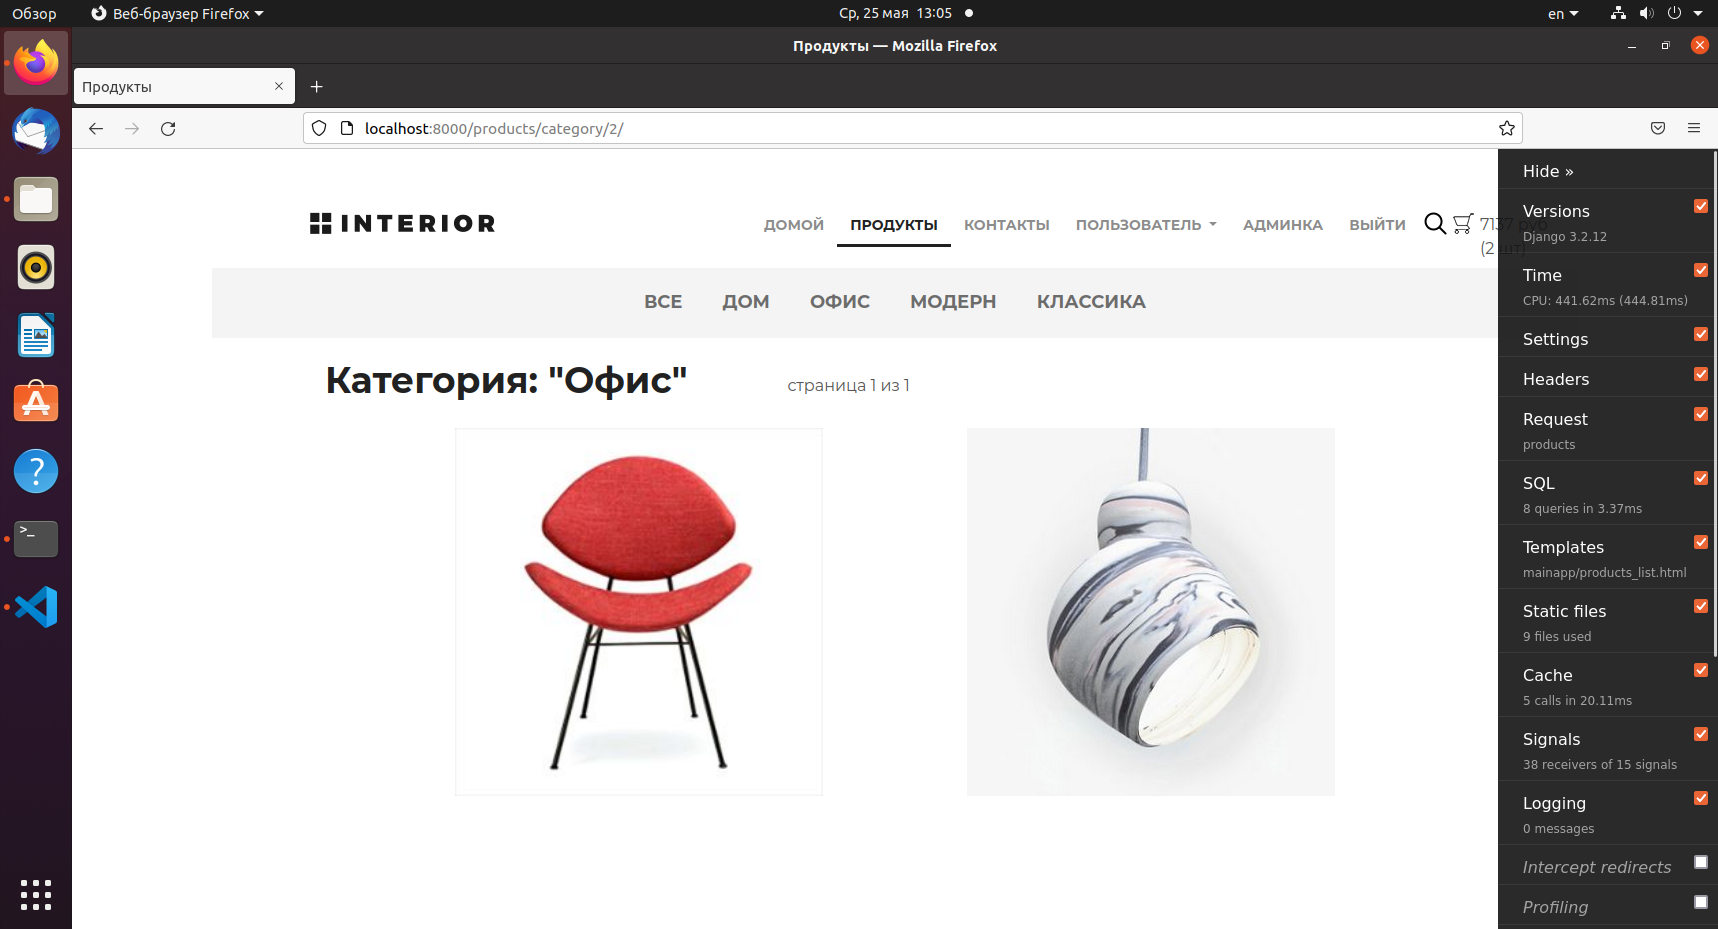 Обзор
Веб-браузер Firefox
Ср, 25 мая 13:05
en
Продукты — Mozilla Firefox
Продукты
localhost:8000/products/category/2/
INTERIOR
ДОМОЙ ПРОДУКТЫ КОНТАКТЫ ПОЛЬЗОВАТЕЛЬ АДМИНКА ВЫЙТИ
7137 руб
(2 шт)
ВСЕ ДОМ ОФИС МОДЕРН КЛАССИКА
Категория: "Офис"
страница 1 из 1
Hide »
Versions
Django 3.2.12
Time
CPU: 441.62ms (444.81ms)
Settings
Headers
Request
products
SQL
8 queries in 3.37ms
Templates
mainapp/products_list.html
Static files
9 files used
Cache
5 calls in 20.11ms
Signals
38 receivers of 15 signals
Logging
0 messages
Intercept redirects
Profiling